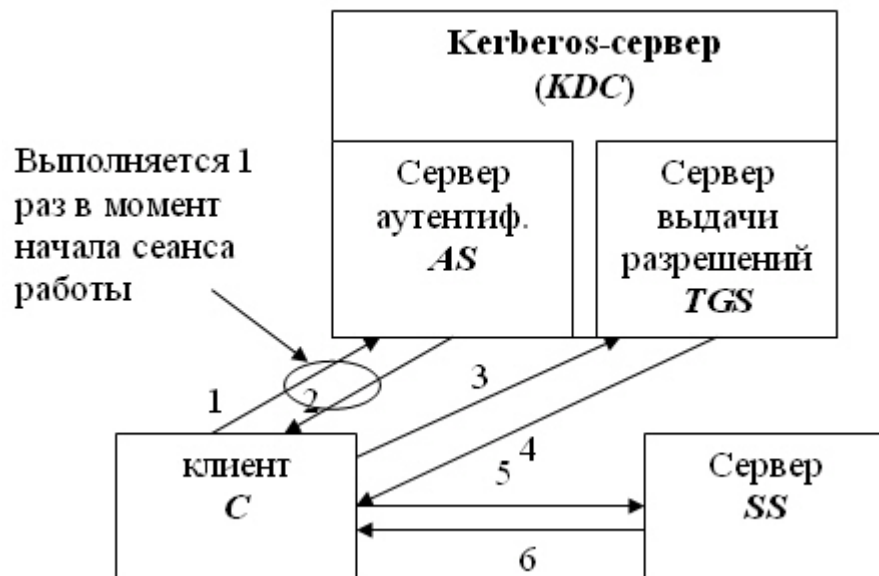 Kerberos-сервер
(KDC)
Выполняется 1
раз в момент
начала сеанса
работы
Сервер
аутентиф.
AS
Сервер
выдачи
разрешений
TGS
1
2
3
4
5
клиент
C
Сервер
SS
6